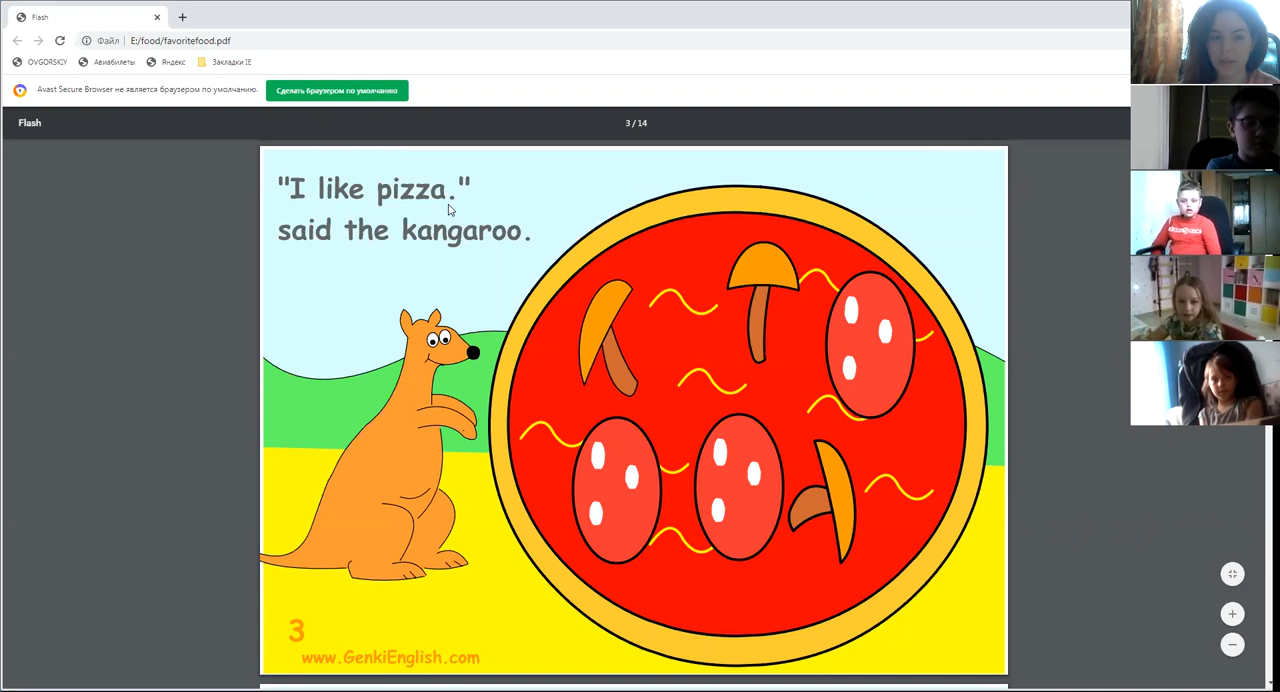 Flash
Файл E:/food/favoritefood.pdf
OVGORSKIY Авиабилеты Яндекс Закладки IE
Avast Secure Browser не является браузером по умолчанию. Сделать браузером по умолчанию
Flash 3 / 14
"I like pizza."
said the kangaroo.
3
www.GenkiEnglish.com